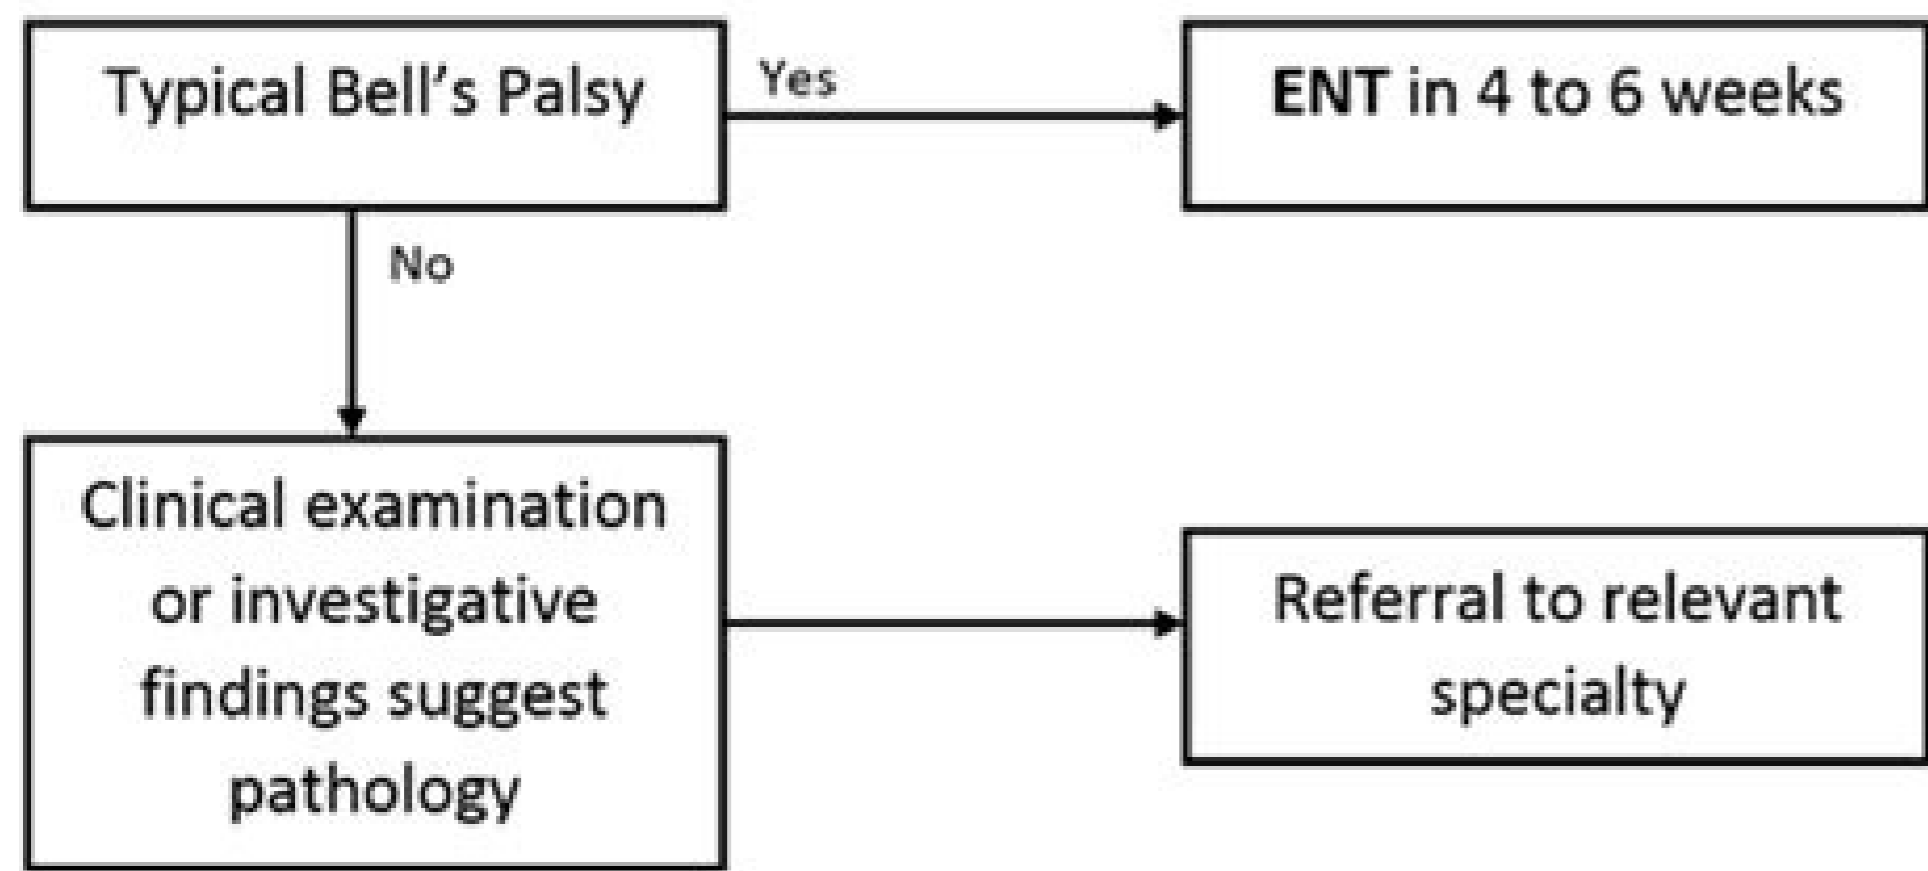 Typical Bell's Palsy
Yes
ENT in 4 to 6 weeks
No
Clinical examination
or investigative
findings suggest
pathology
Referral to relevant
specialty